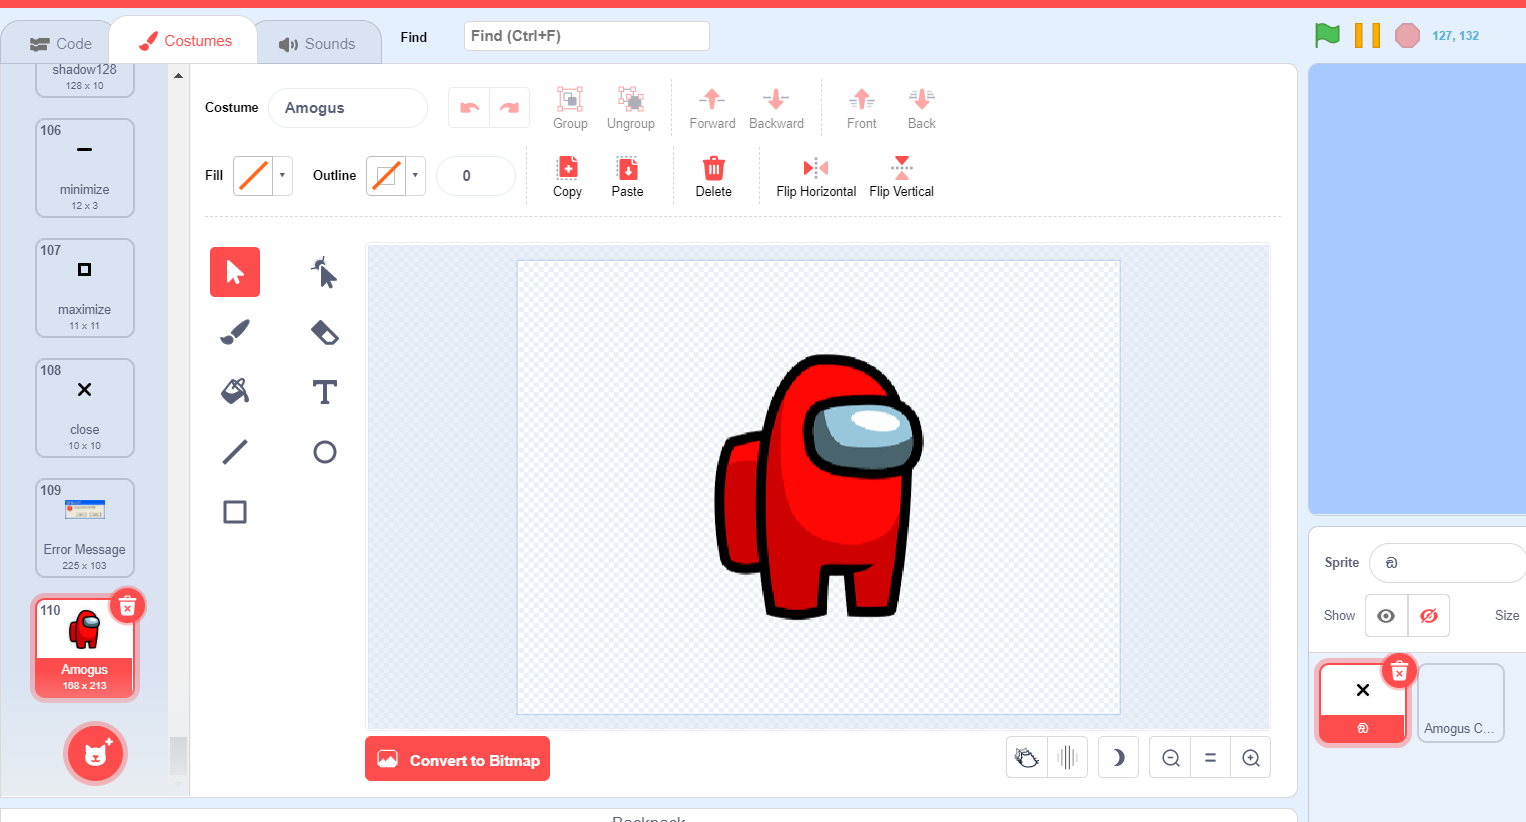 Code
Costumes
Sounds
Find
Find (Ctrl+F)
127, 132
shadow128
128 x 10
106
minimize
12 x 3
107
maximize
11 x 11
108
close
10 x 10
109
Error Message
225 x 103
110
Amogus
168 x 213
Costume
Amogus
Group
Ungroup
Forward
Backward
Front
Back
Fill
Outline
0
Copy
Paste
Delete
Flip Horizontal
Flip Vertical
Convert to Bitmap
Sprite
Show
Size
Amogus C...
Backpack